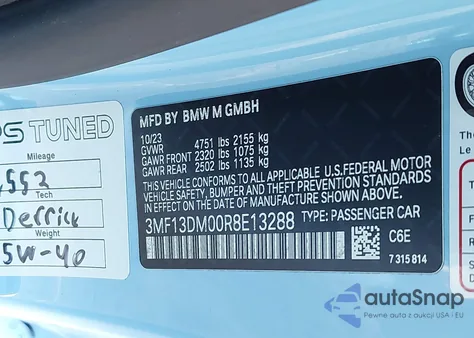 PS TUNED
Mileage
,552
Tech
Derrick
5W-40
MFD BY BMW M GMBH
10/23
GVWR 4751 lbs 2155 kg
GAWR FRONT 2320 lbs 1075 kg
GAWR REAR 2502 lbs 1135 kg
THIS VEHICLE CONFORMS TO ALL APPLICABLE U.S.FEDERAL MOTOR
VEHICLE SAFETY, BUMPER AND THEFT PREVENTION STANDARDS
IN EFFECT ON THE DATE OF MANUFACTURE SHOWN ABOVE.
3MF13DM00R8E13288 TYPE: PASSENGER CAR
C6E
7 315 814
Le
autoSnap
Pewne auta z aukcji USA i EU